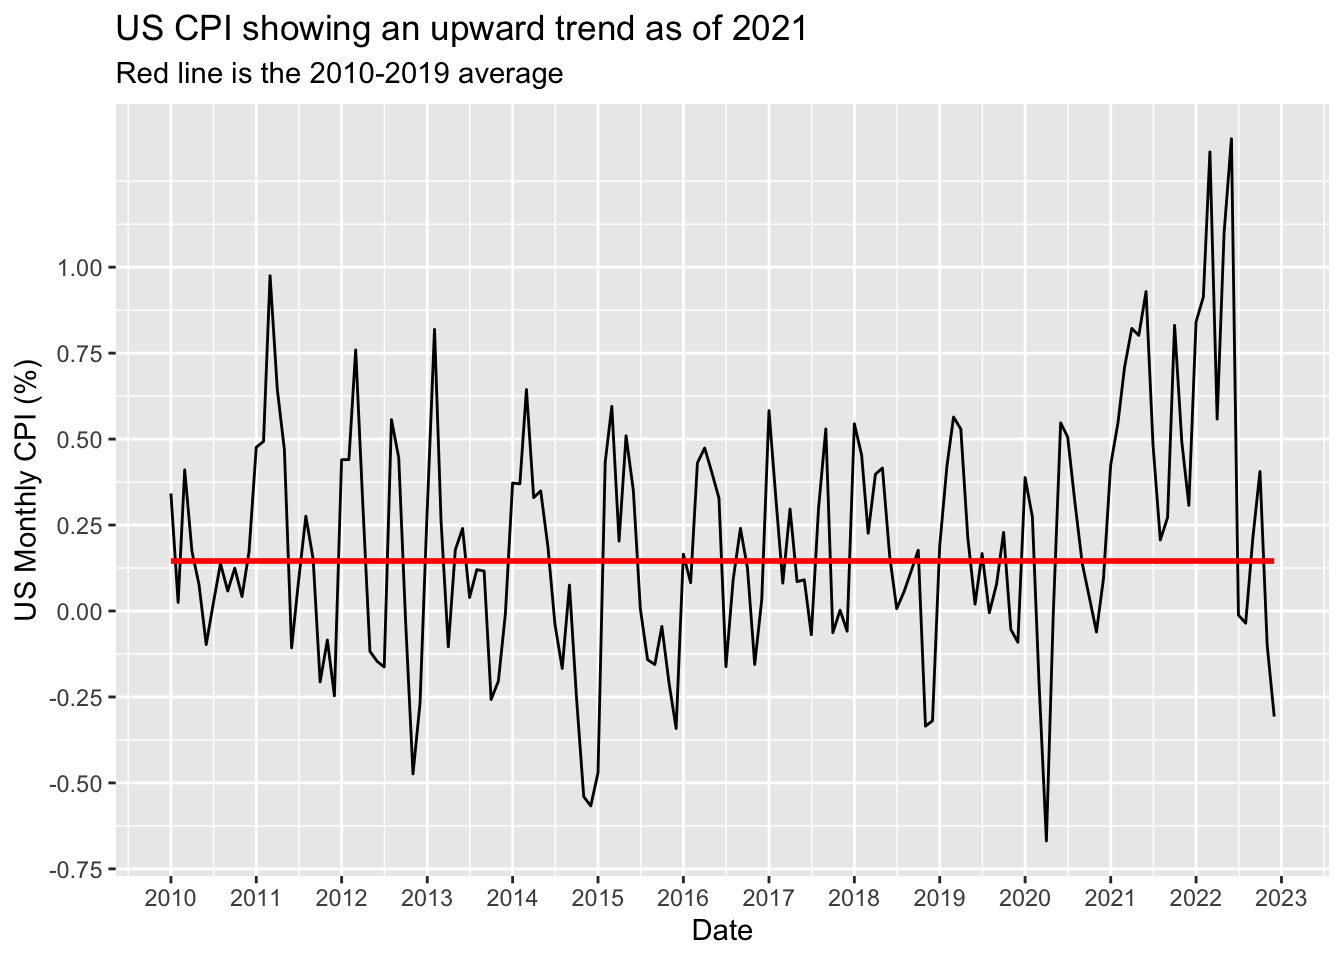 US CPI showing an upward trend as of 2021
Red line is the 2010-2019 average
US Monthly CPI (%)
1.00
0.75
0.50
0.25
0.00
-0.25
-0.50
-0.75
2010 2011 2012 2013 2014 2015 2016 2017 2018 2019 2020 2021 2022 2023
Date